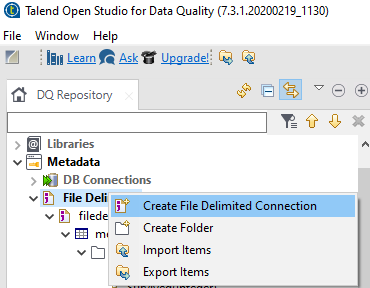 Talend Open Studio for Data Quality (7.3.1.20200219_1130)
File Window Help
Learn Ask Upgrade!
DQ Repository
Libraries
Metadata
DB Connections
File Deli
Create File Delimited Connection
filede
Create Folder
Import Items
Export Items